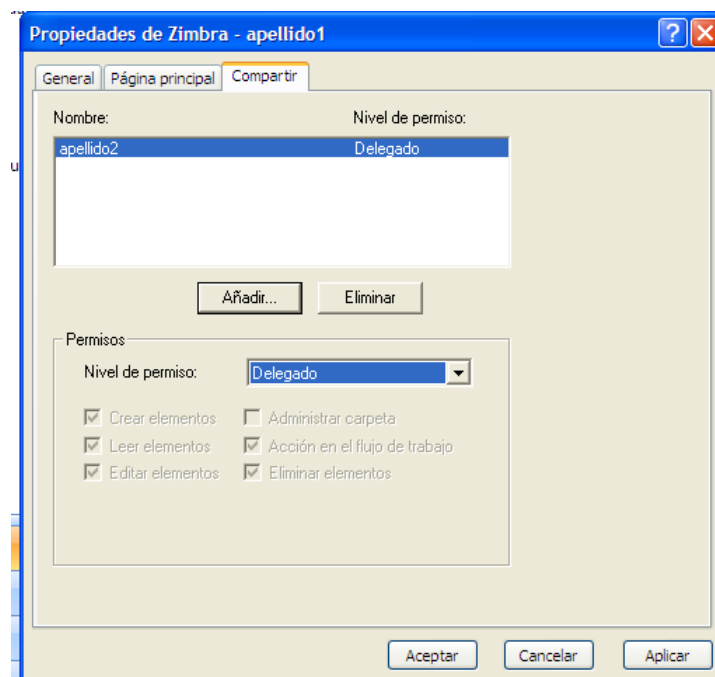 Propiedades de Zimbra - apellido1
General Página principal Compartir
Nombre: Nivel de permiso:
apellido2 Delegado
Añadir... Eliminar
Permisos
Nivel de permiso: Delegado
Crear elementos Administrar carpeta
Leer elementos Acción en el flujo de trabajo
Editar elementos Eliminar elementos
Aceptar Cancelar Aplicar